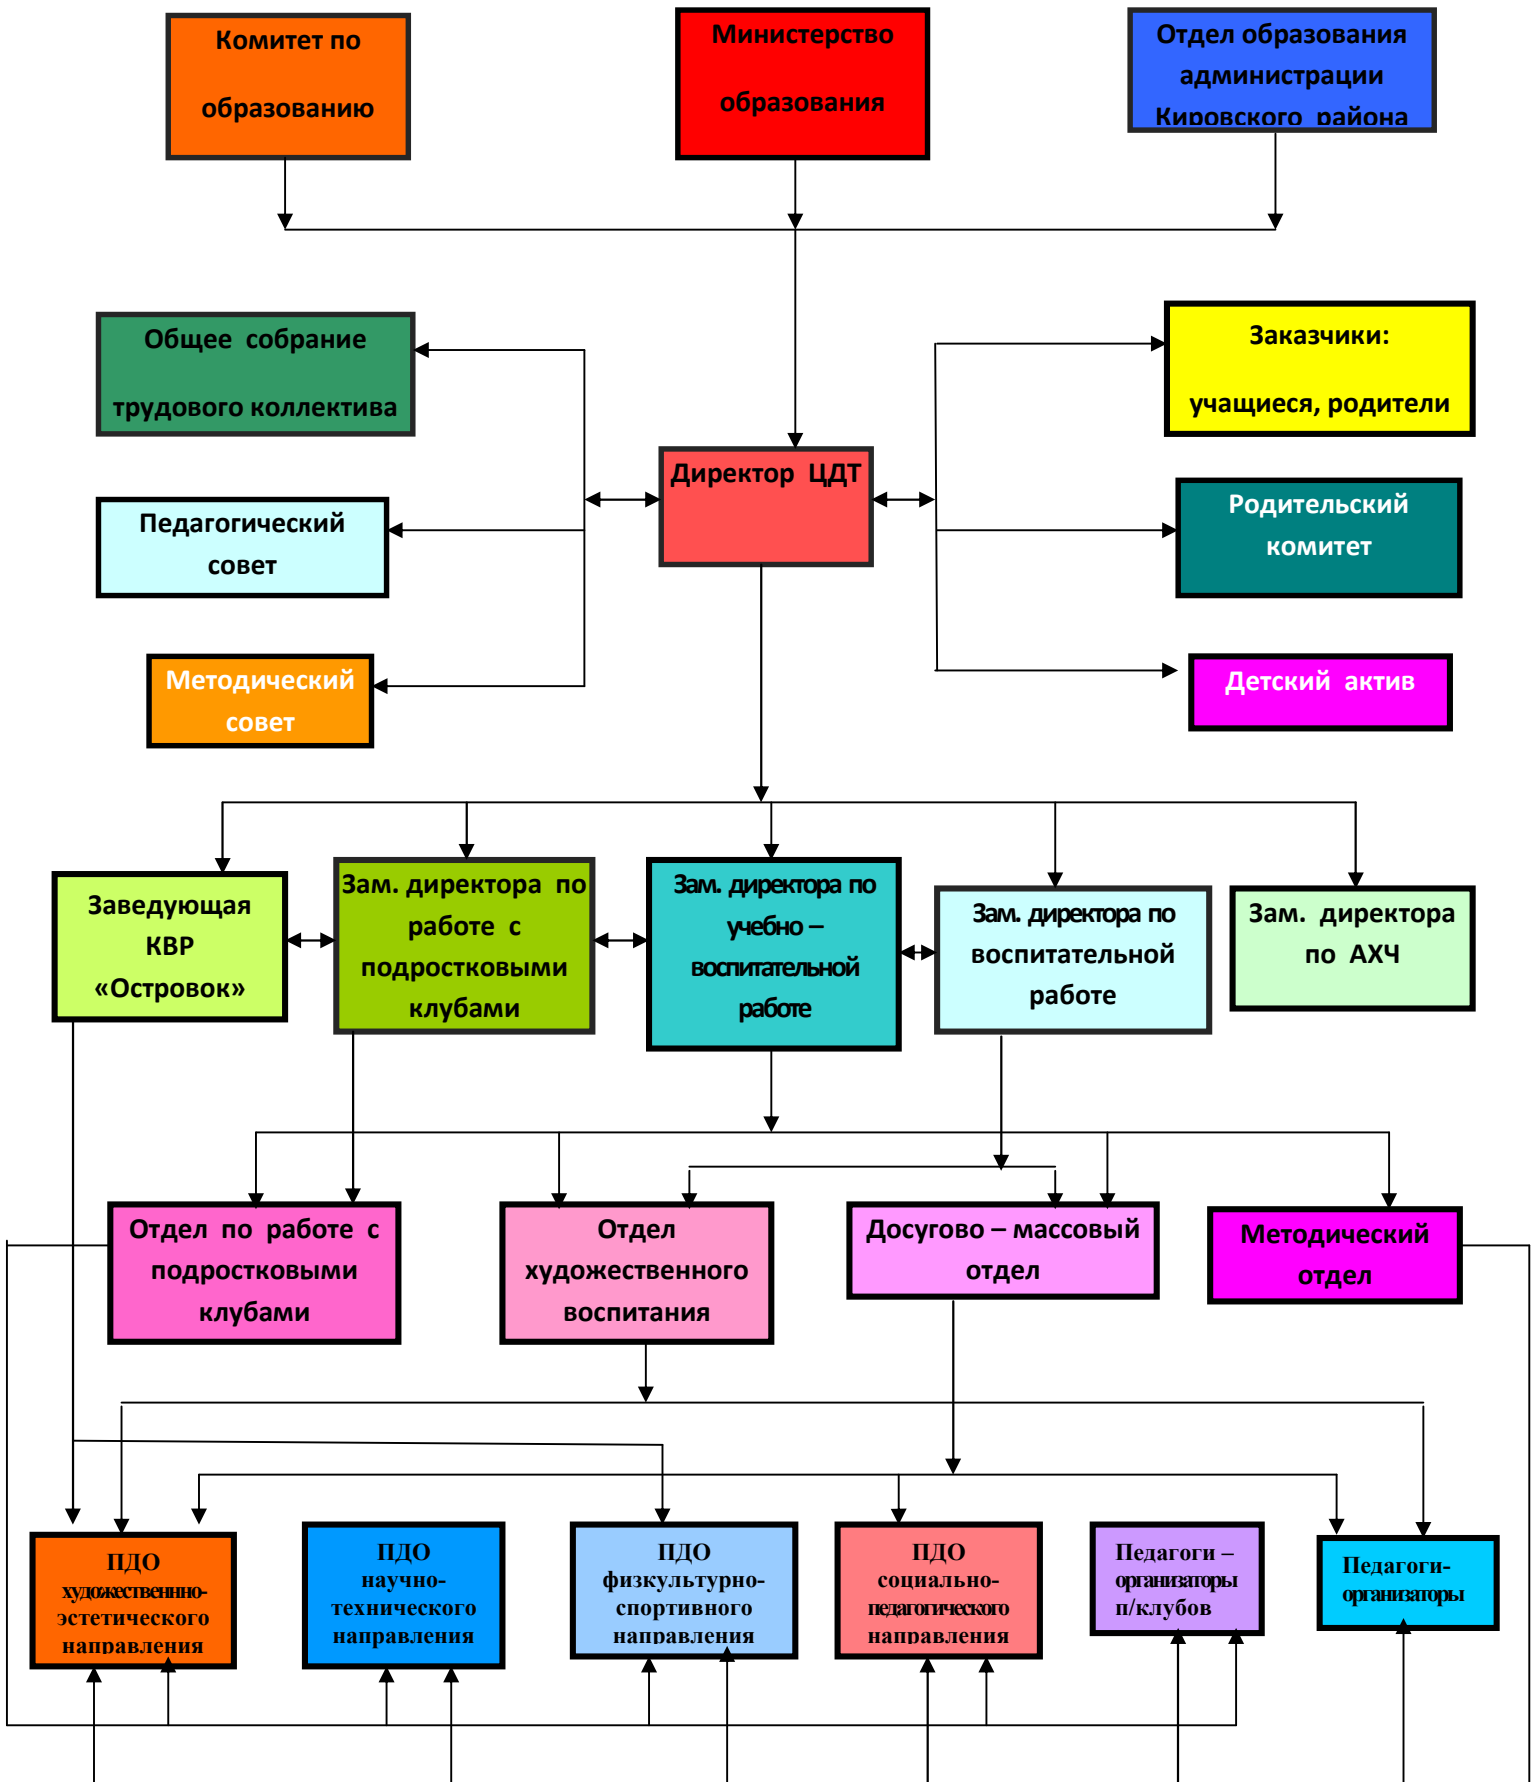 Комитет по
образованию
Министерство
образования
Отдел образования
администрации
Кировского района
Общее собрание
трудового коллектива
Заказчики:
учащиеся, родители
Директор ЦДТ
Педагогический
совет
Родительский
комитет
Методический
совет
Детский актив
Заведующая
КВР
«Островок»
Зам. директора по
работе с
подростковыми
клубами
Зам. директора по
учебно –
воспитательной
работе
Зам. директора по
воспитательной
работе
Зам. директора
по АХЧ
Отдел по работе с
подростковыми
клубами
Отдел
художественного
воспитания
Досугово – массовый
отдел
Методический
отдел
ПДО
художественнно-
эстетического
направления
ПДО
научно-
технического
направления
ПДО
физкультурно-
спортивного
направления
ПДО
социально-
педагогического
направления
Педагоги –
организаторы
п/клубов
Педагоги-
организаторы